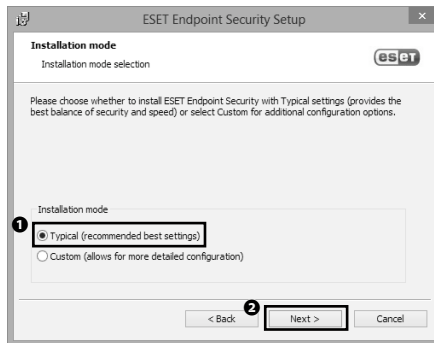 ESET Endpoint Security Setup
Installation mode
Installation mode selection
eseT
Please choose whether to install ESET Endpoint Security with Typical settings (provides the
best balance of security and speed) or select Custom for additional configuration options.
Installation mode
1
Typical (recommended best settings)
Custom (allows for more detailed configuration)
2
< Back
Next >
Cancel